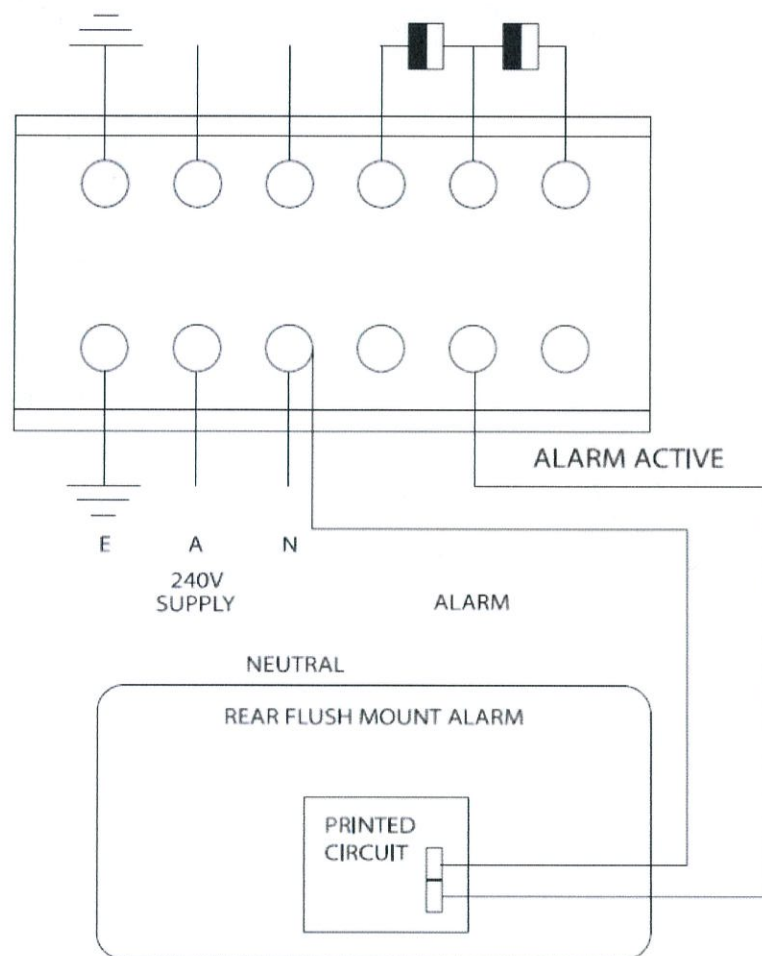 ALARM ACTIVE
E A N
240V
SUPPLY
ALARM
NEUTRAL
REAR FLUSH MOUNT ALARM
PRINTED
CIRCUIT